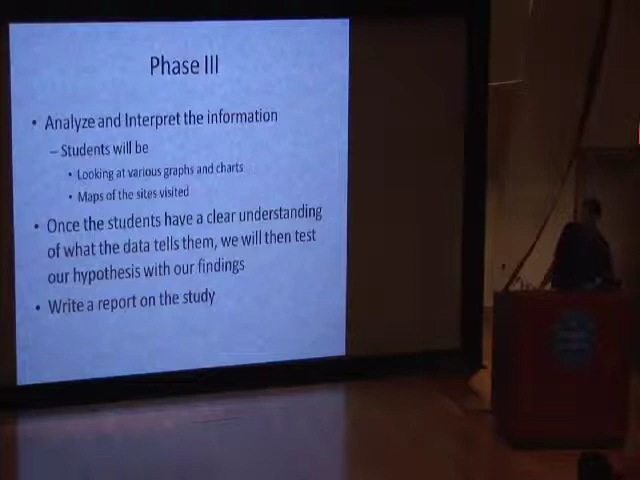 Phase III
• Analyze and Interpret the information
– Students will be
• Looking at various graphs and charts
• Maps of the sites visited
• Once the students have a clear understanding
of what the data tells them, we will then test
our hypothesis with our findings
• Write a report on the study